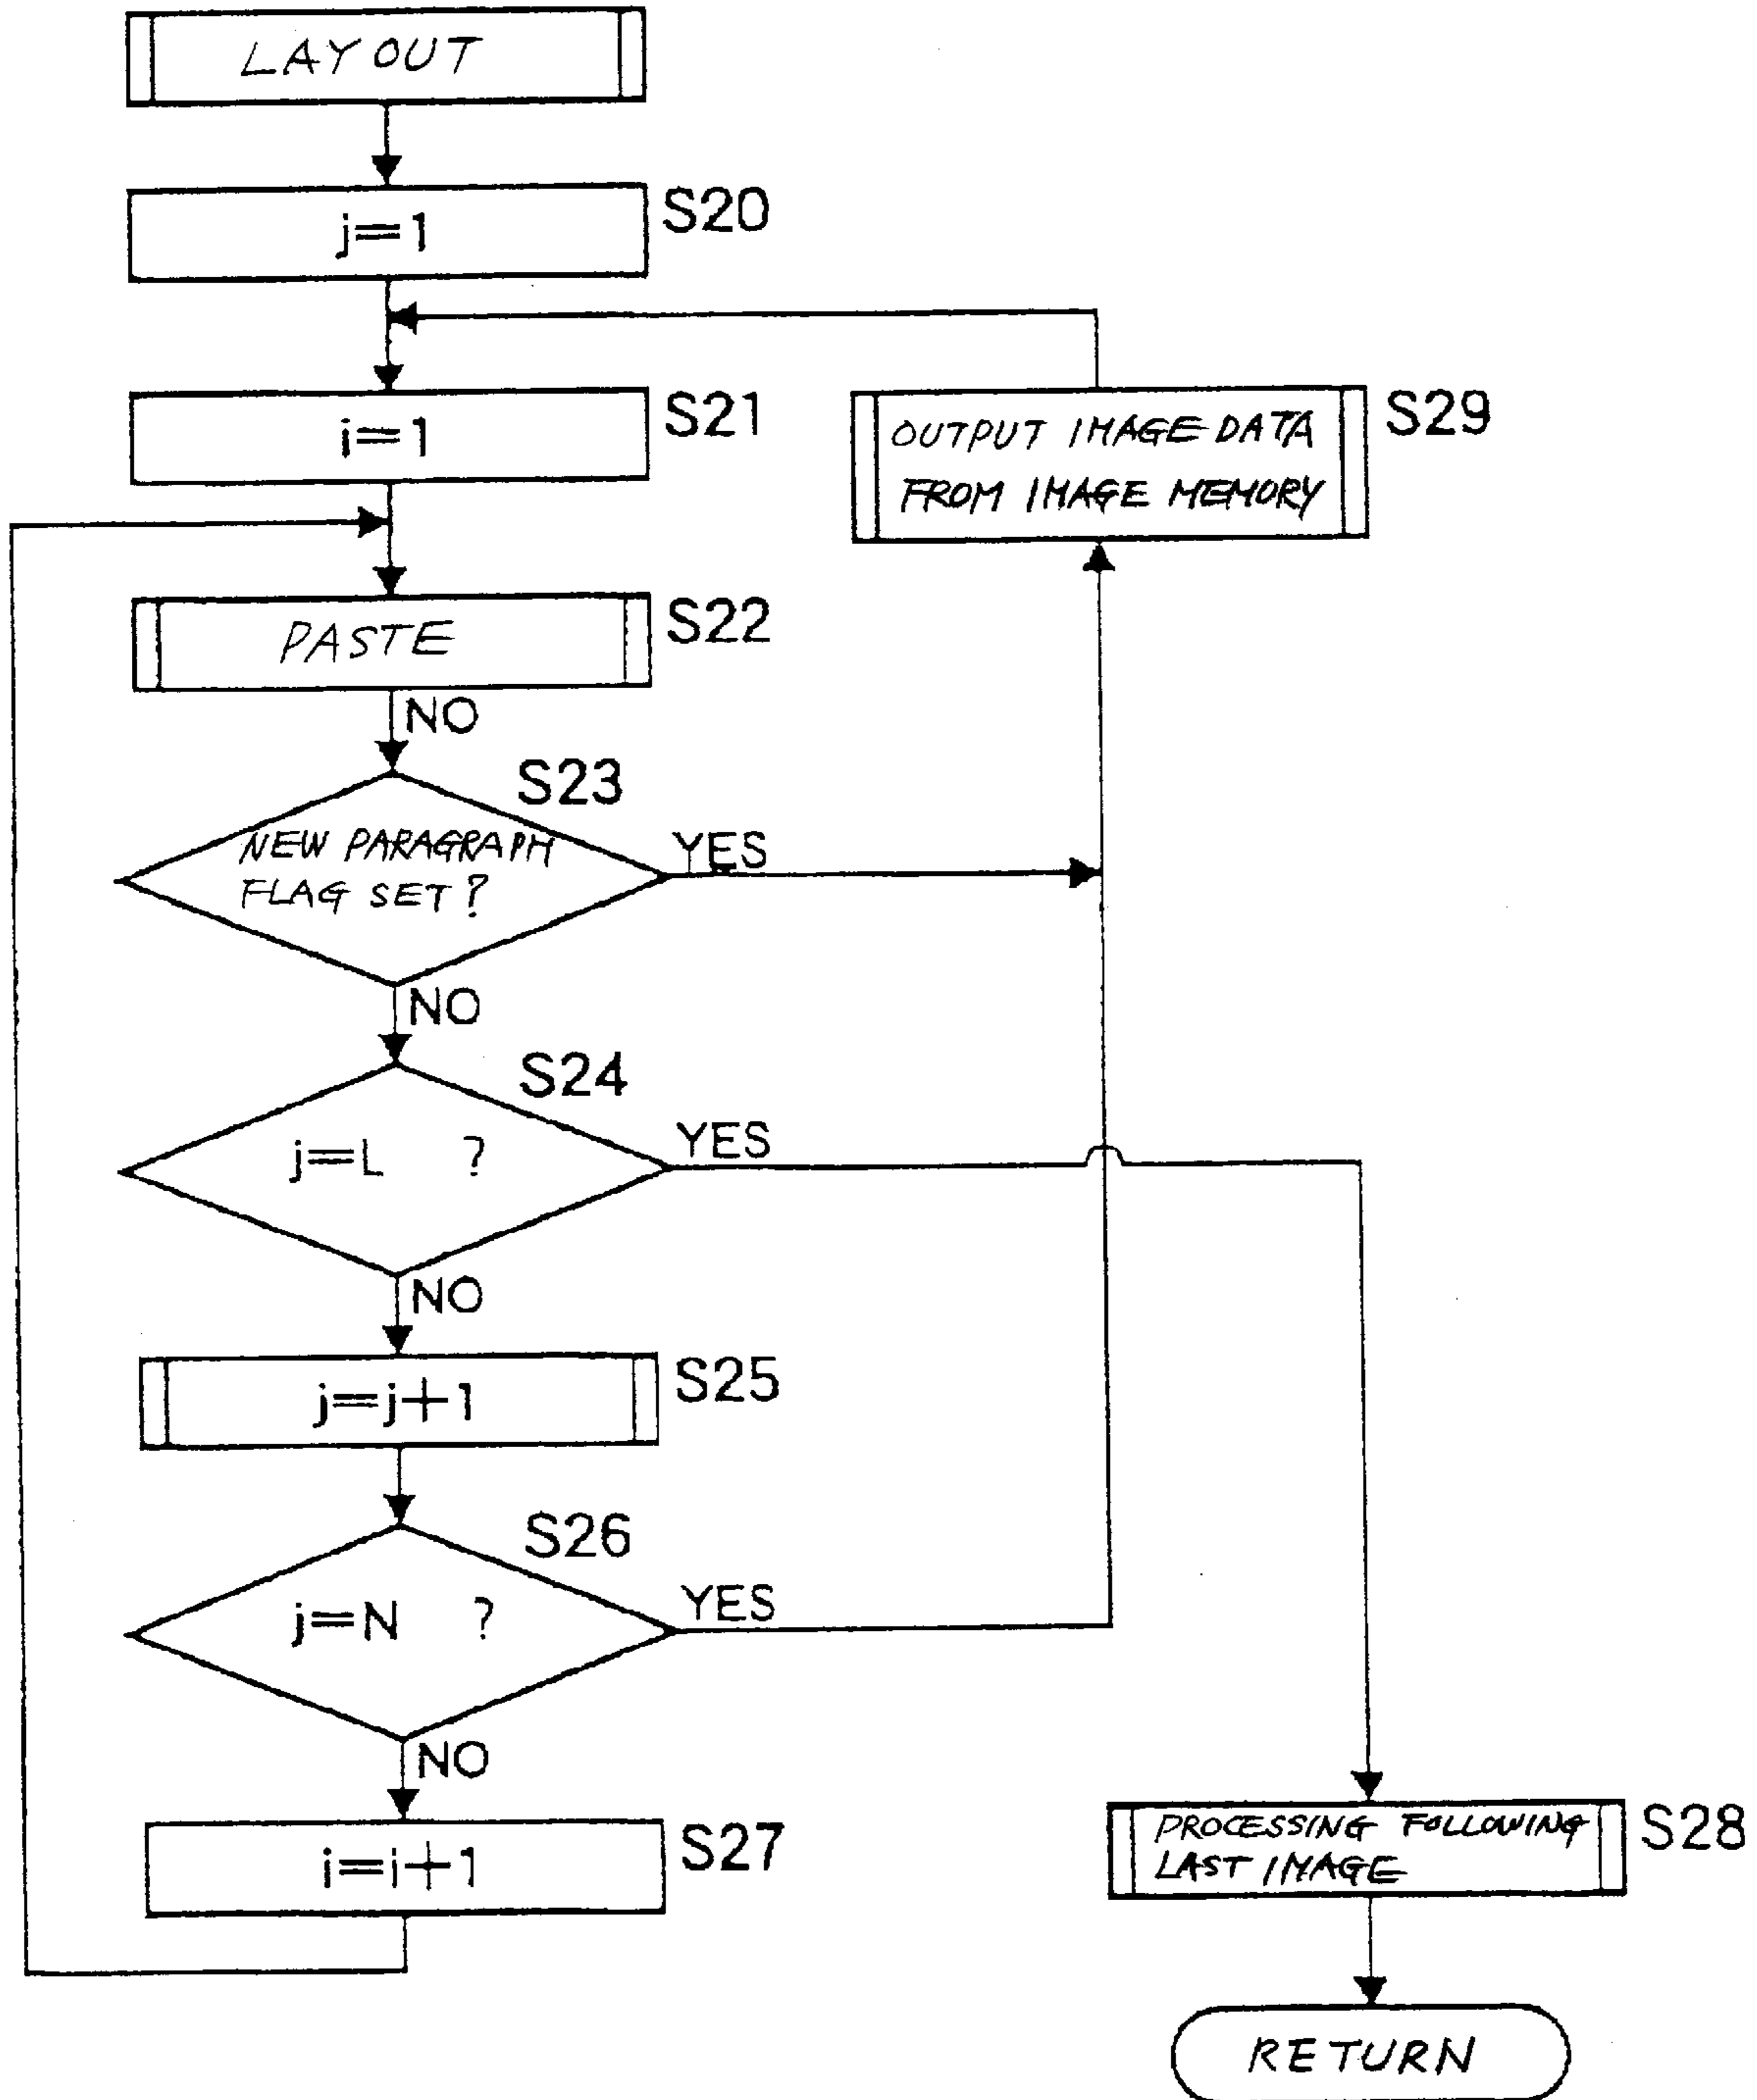 LAYOUT
j=1
S20
i=1
S21
OUTPUT IMAGE DATA
FROM IMAGE MEMORY
S29
PASTE
S22
NO
S23
NEW PARAGRAPH
FLAG SET?
YES
NO
S24
j=L ?
YES
NO
j=j+1
S25
S26
j=N ?
YES
NO
i=i+1
S27
PROCESSING FOLLOWING
LAST IMAGE
S28
RETURN